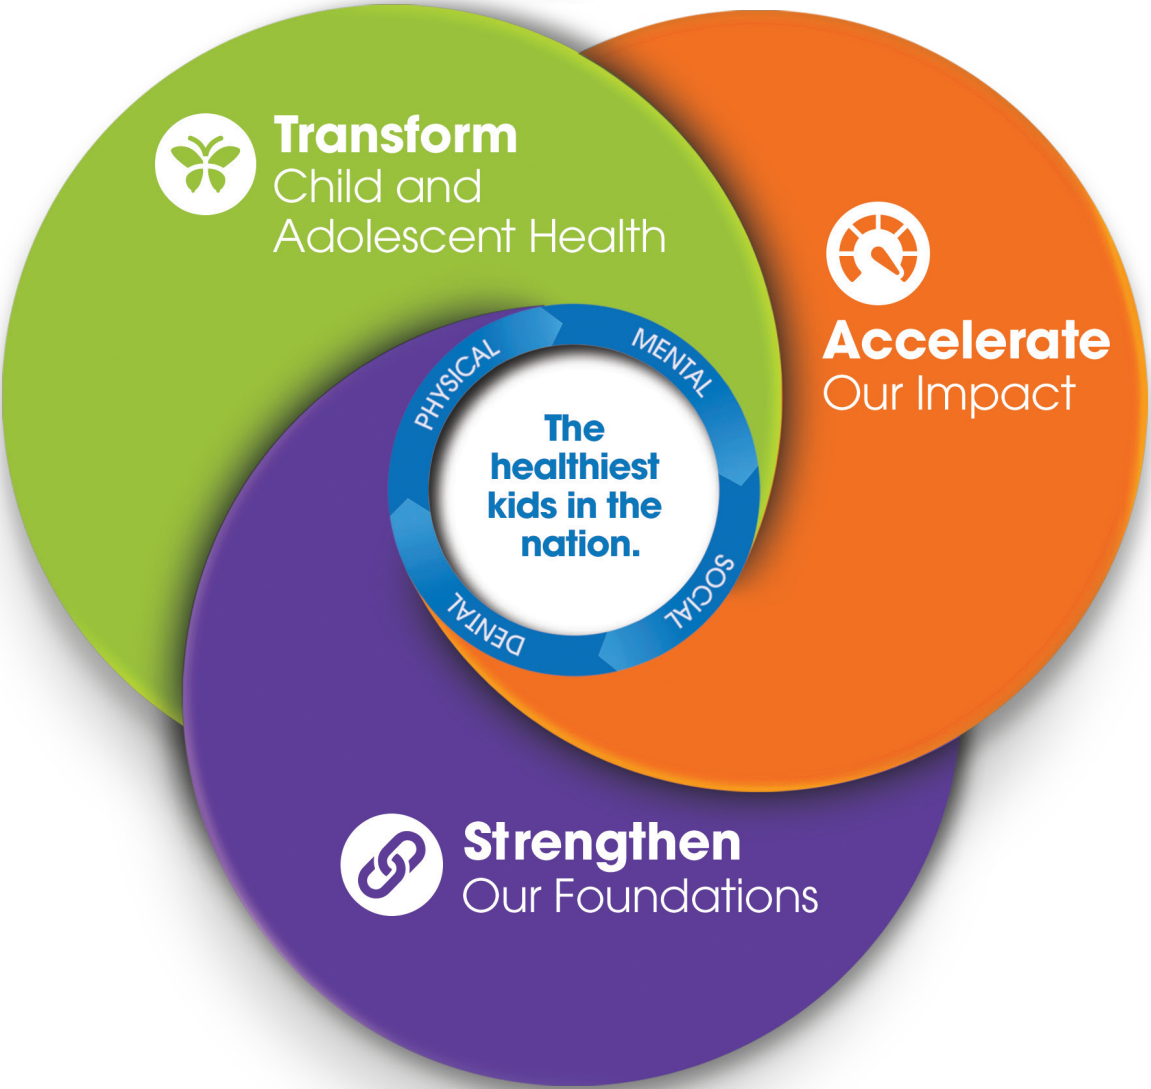 Transform
Child and
Adolescent Health
Accelerate
Our Impact
PHYSICAL
MENTAL
SOCIAL
DENTAL
The
healthiest
kids in the
nation.
Strengthen
Our Foundations